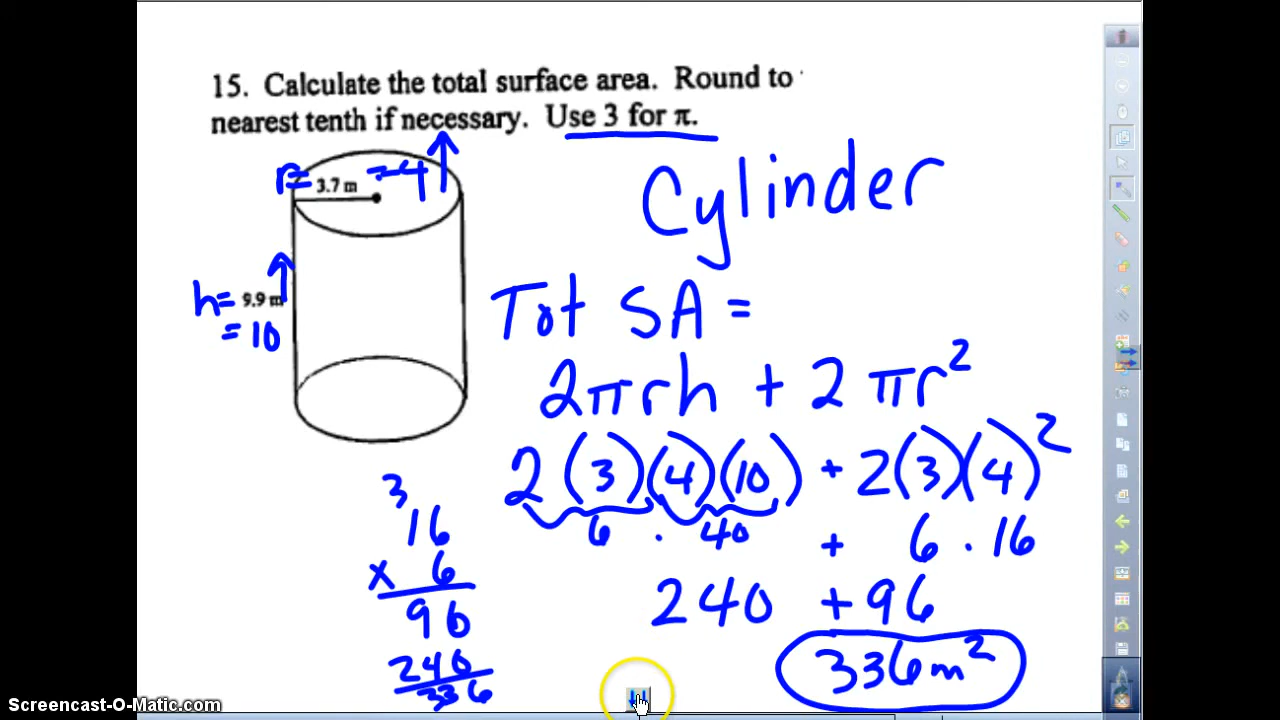 15. Calculate the total surface area. Round to
nearest tenth if necessary. Use 3 for π.
r= 3.7 m =4
Cylinder
h= 9.9 m
= 10
Tot SA =
2πrh + 2πr²
2(3)(4)(10) + 2(3)(4)²
6 · 40 + 6 · 16
240 + 96
336m²
3
16
x 6
96
240
336
Screencast-O-Matic.com